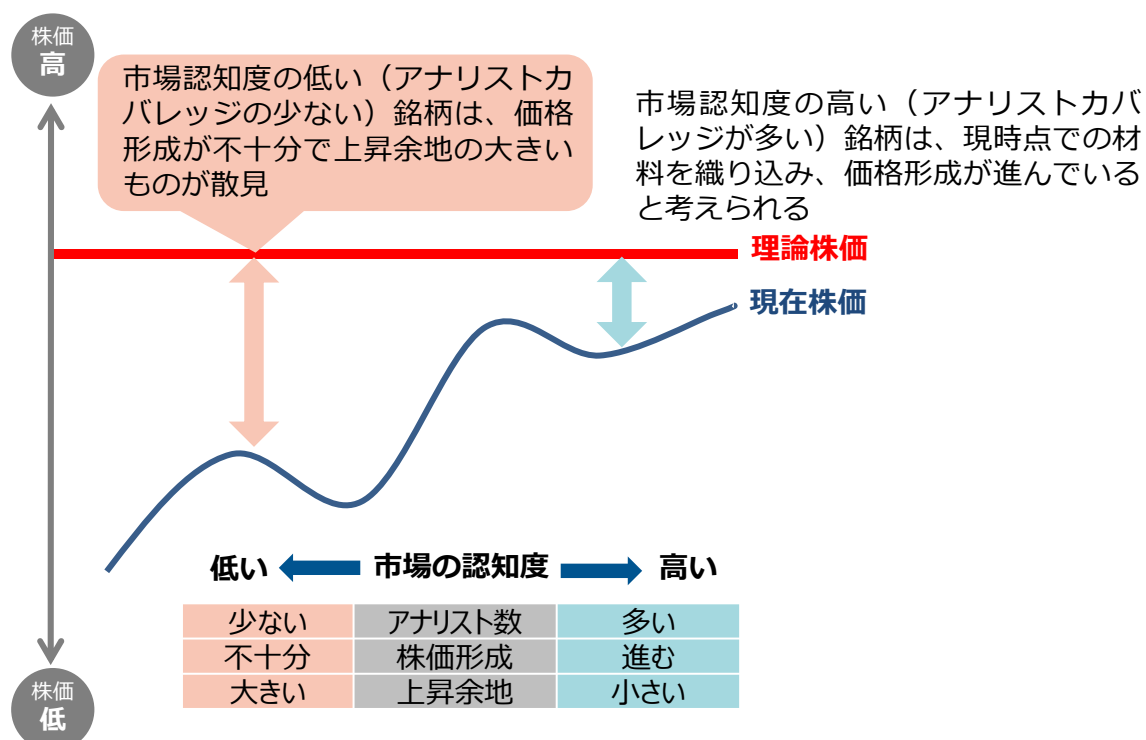 株価
高
市場認知度の低い（アナリストカ
バレッジの少ない）銘柄は、価格
形成が不十分で上昇余地の大きい
ものが散見
市場認知度の高い（アナリストカバ
レッジが多い）銘柄は、現時点での材
料を織り込み、価格形成が進んでいる
と考えられる
理論株価
現在株価
低い 市場の認知度 高い
少ない アナリスト数 多い
不十分 株価形成 進む
大きい 上昇余地 小さい
株価
低